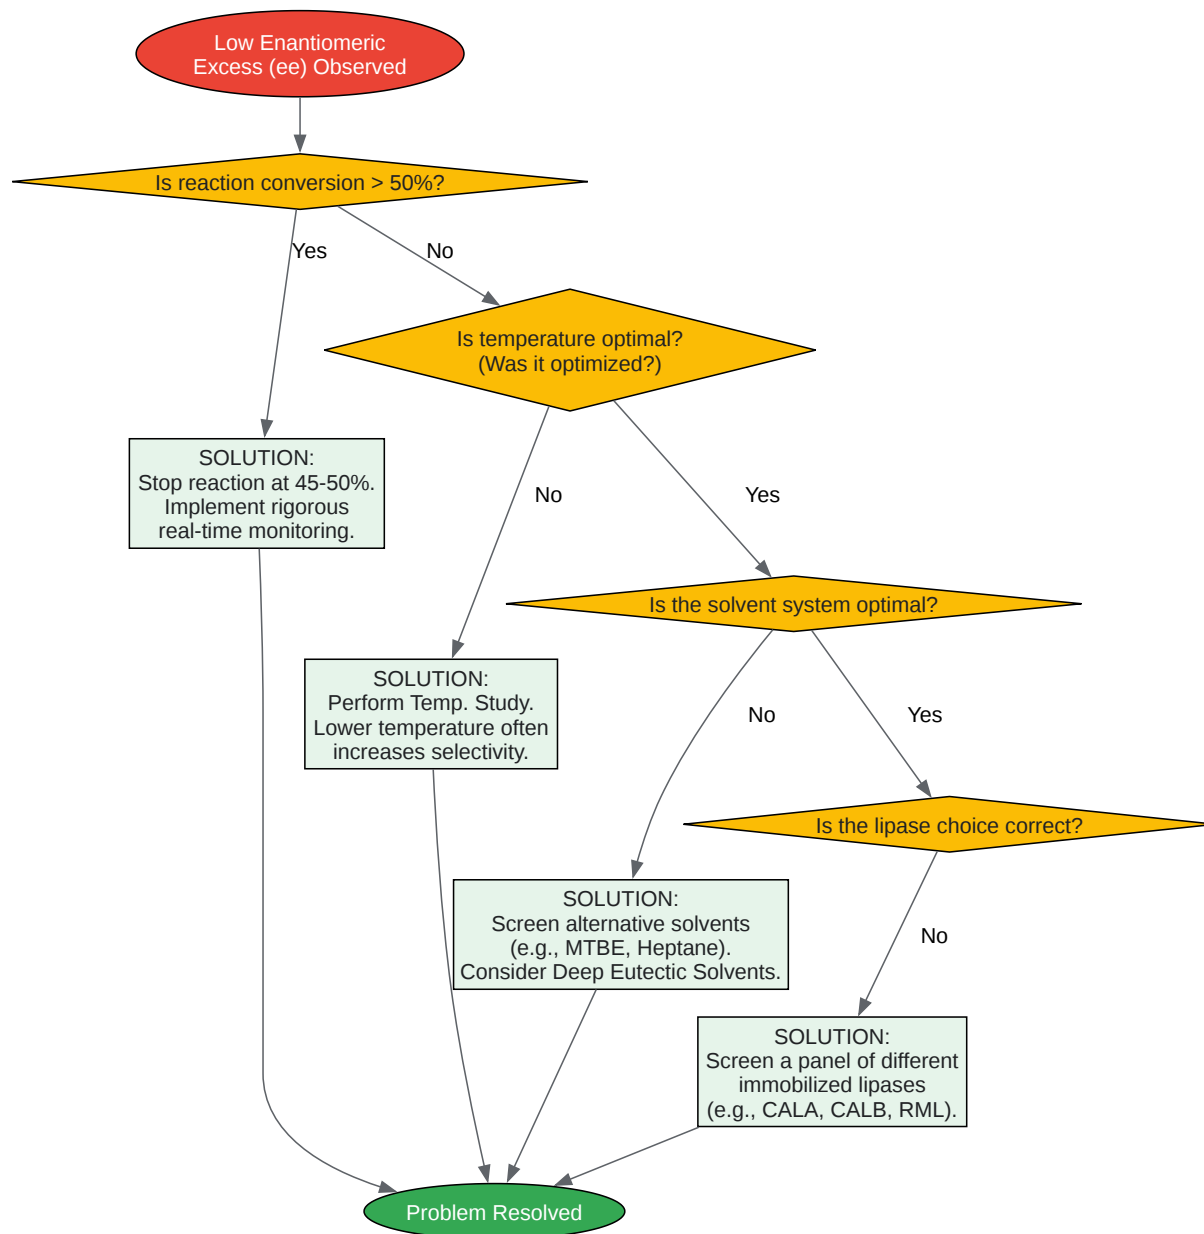 Low Enantiomeric
Excess (ee) Observed
Is reaction conversion > 50%?
Yes
No
Is temperature optimal?
(Was it optimized?)
SOLUTION:
Stop reaction at 45-50%.
Implement rigorous
real-time monitoring.
No
Yes
Is the solvent system optimal?
SOLUTION:
Perform Temp. Study.
Lower temperature often
increases selectivity.
No
Yes
Is the lipase choice correct?
SOLUTION:
Screen alternative solvents
(e.g., MTBE, Heptane).
Consider Deep Eutectic Solvents.
No
SOLUTION:
Screen a panel of different
immobilized lipases
(e.g., CALA, CALB, RML).
Problem Resolved